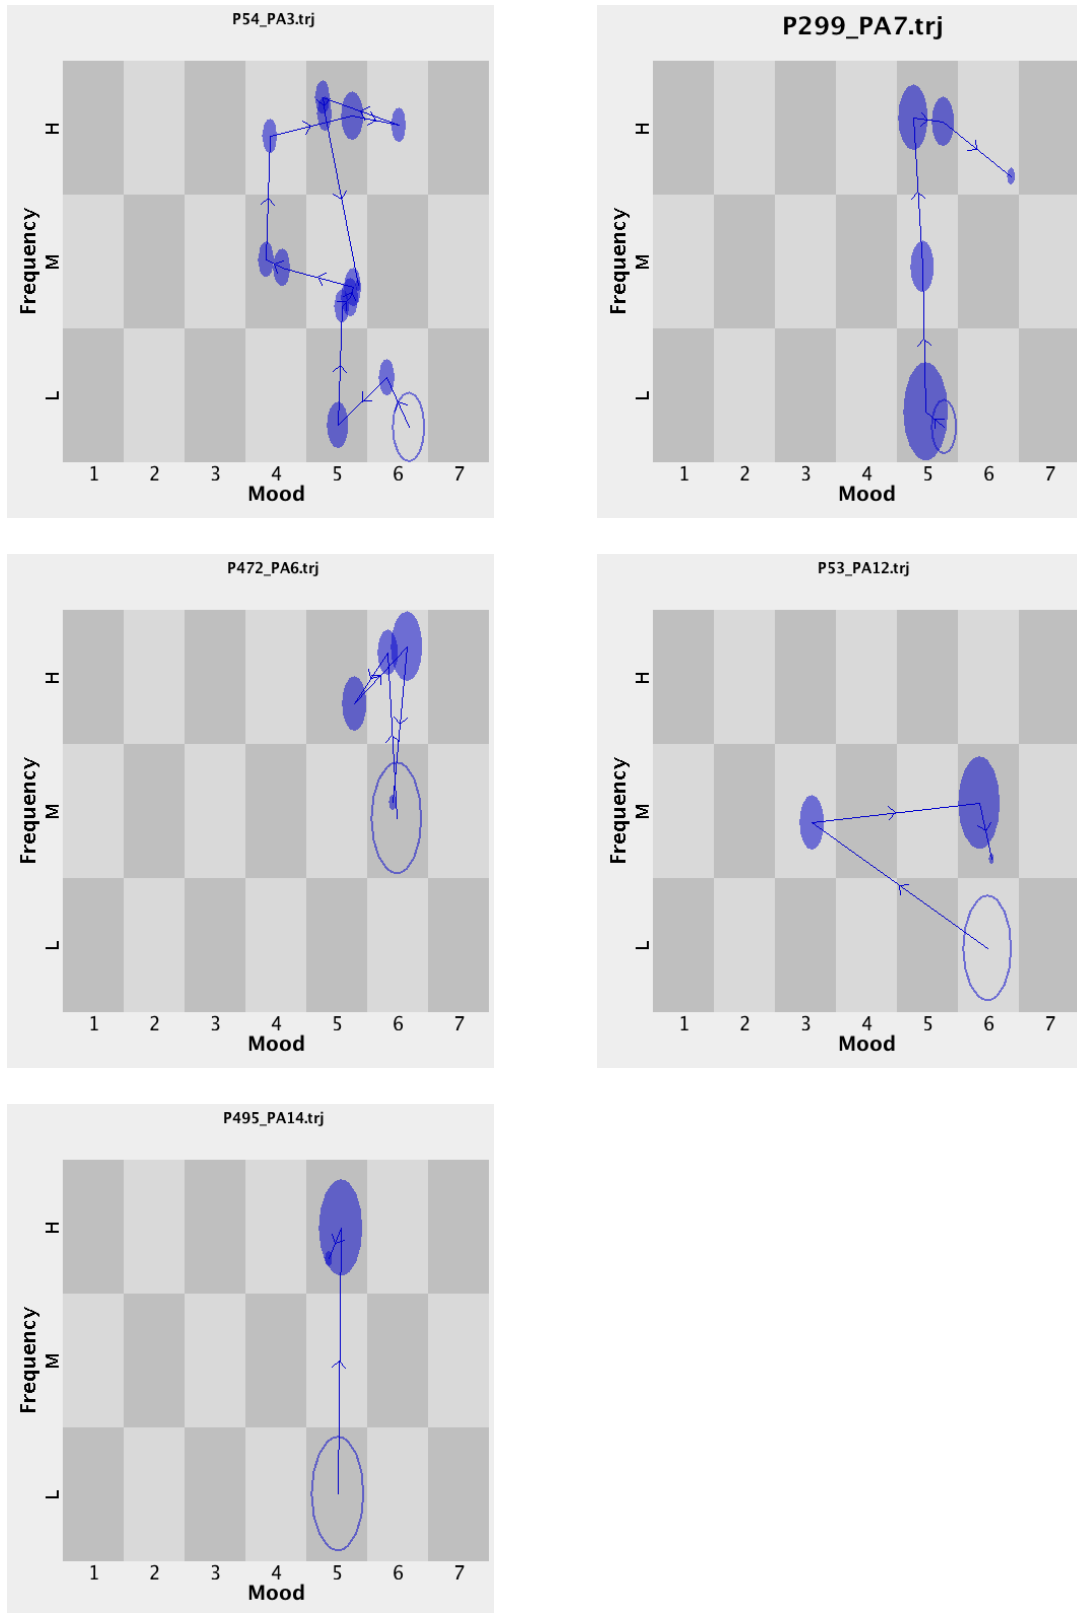 P54_PA3.trj
H
M
L
Frequency
1 2 3 4 5 6 7
Mood
P299_PA7.trj
H
M
L
Frequency
1 2 3 4 5 6 7
Mood
P472_PA6.trj
H
M
L
Frequency
1 2 3 4 5 6 7
Mood
P53_PA12.trj
H
M
L
Frequency
1 2 3 4 5 6 7
Mood
P495_PA14.trj
H
M
L
Frequency
1 2 3 4 5 6 7
Mood